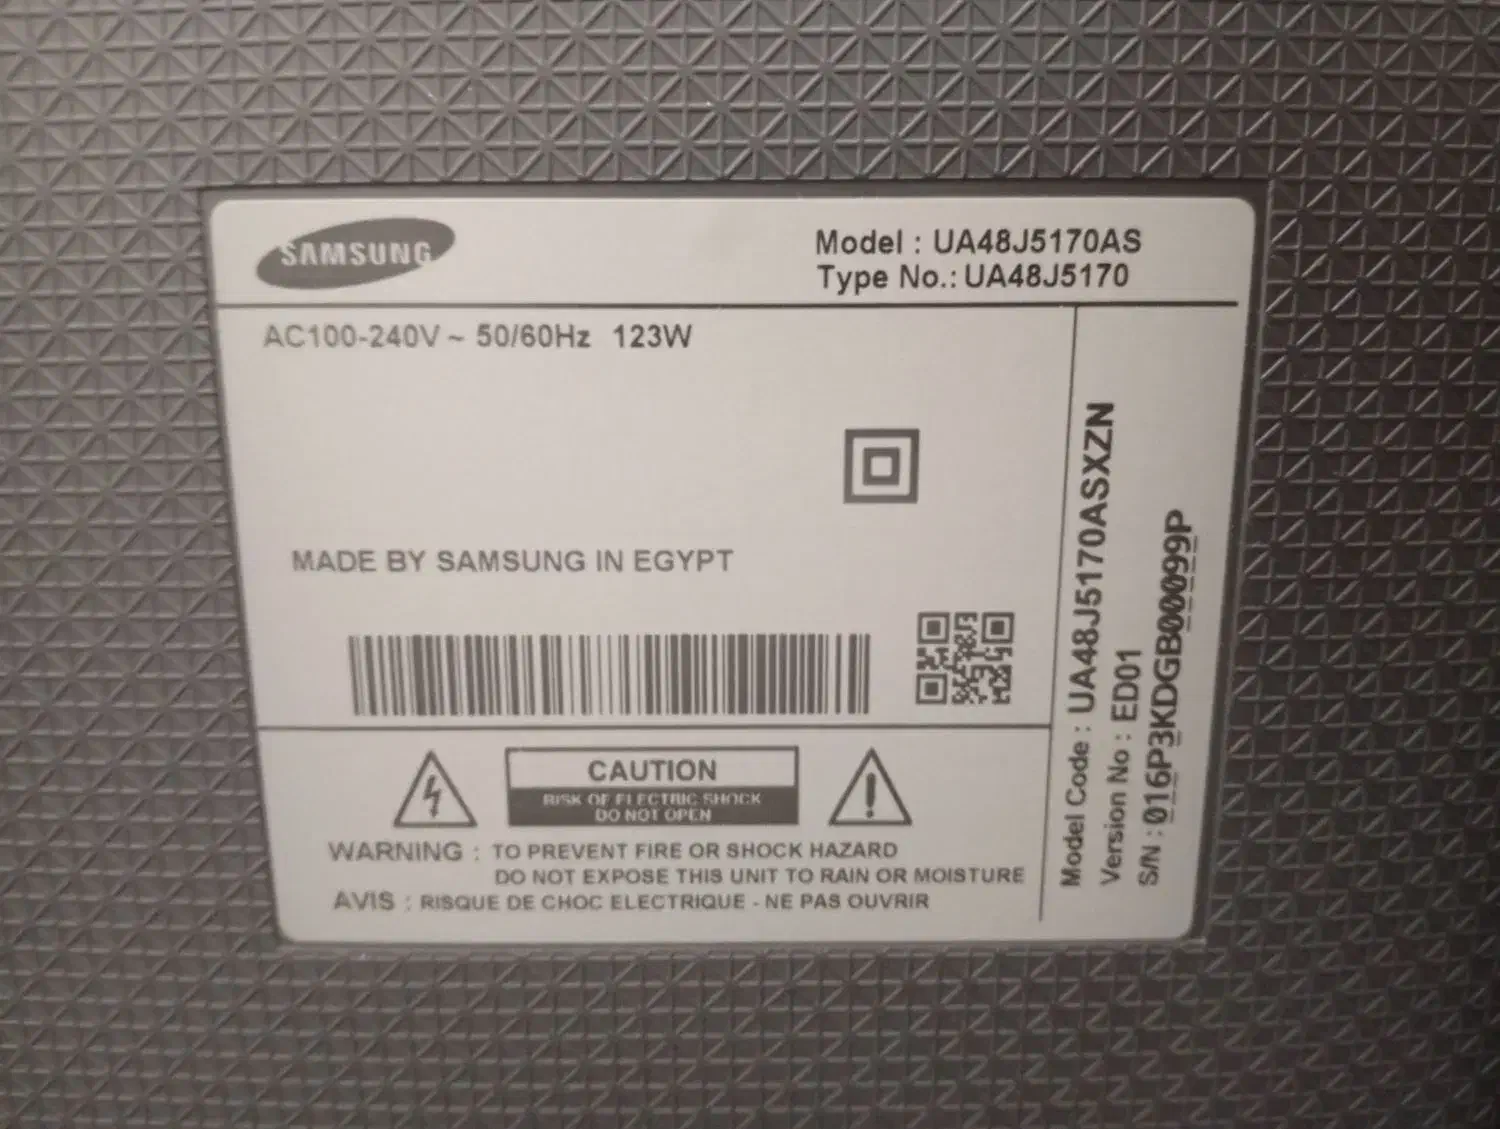 SAMSUNG
Model : UA48J5170AS
Type No.: UA48J5170
AC100-240V ~ 50/60Hz 123W
MADE BY SAMSUNG IN EGYPT
CAUTION
RISK OF ELECTRIC SHOCK
DO NOT OPEN
WARNING : TO PREVENT FIRE OR SHOCK HAZARD
DO NOT EXPOSE THIS UNIT TO RAIN OR MOISTURE
AVIS : RISQUE DE CHOC ELECTRIQUE - NE PAS OUVRIR
Model Code : UA48J5170ASXZN
Version No : ED01
S/N : 016P3KDGB00099P